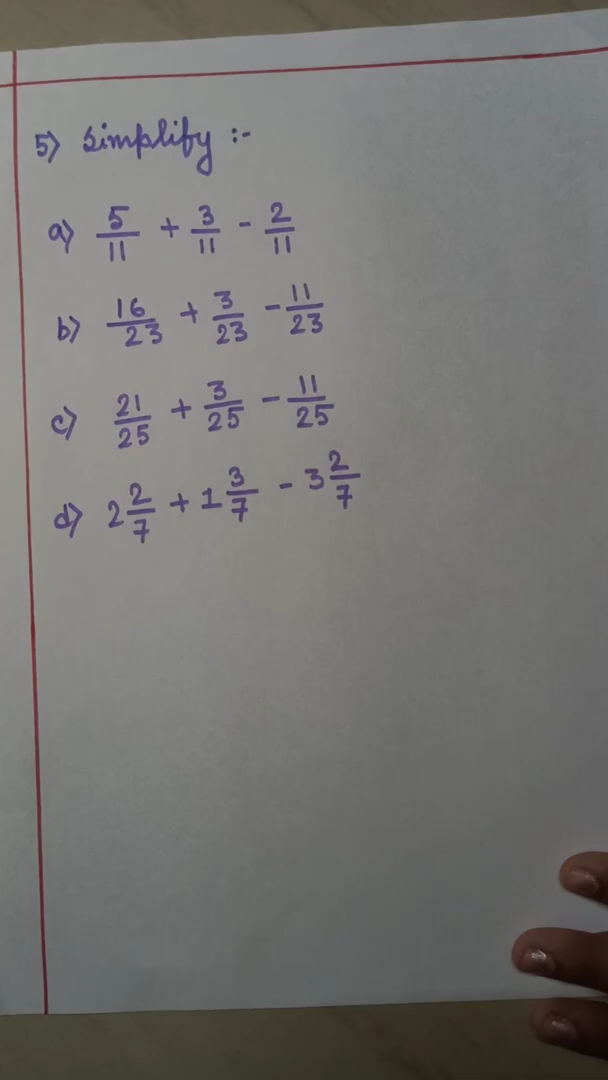 5) Simplify :-
a) 5/11 + 3/11 - 2/11
b) 16/23 + 3/23 - 11/23
c) 21/25 + 3/25 - 11/25
d) 2 2/7 + 1 3/7 - 3 2/7